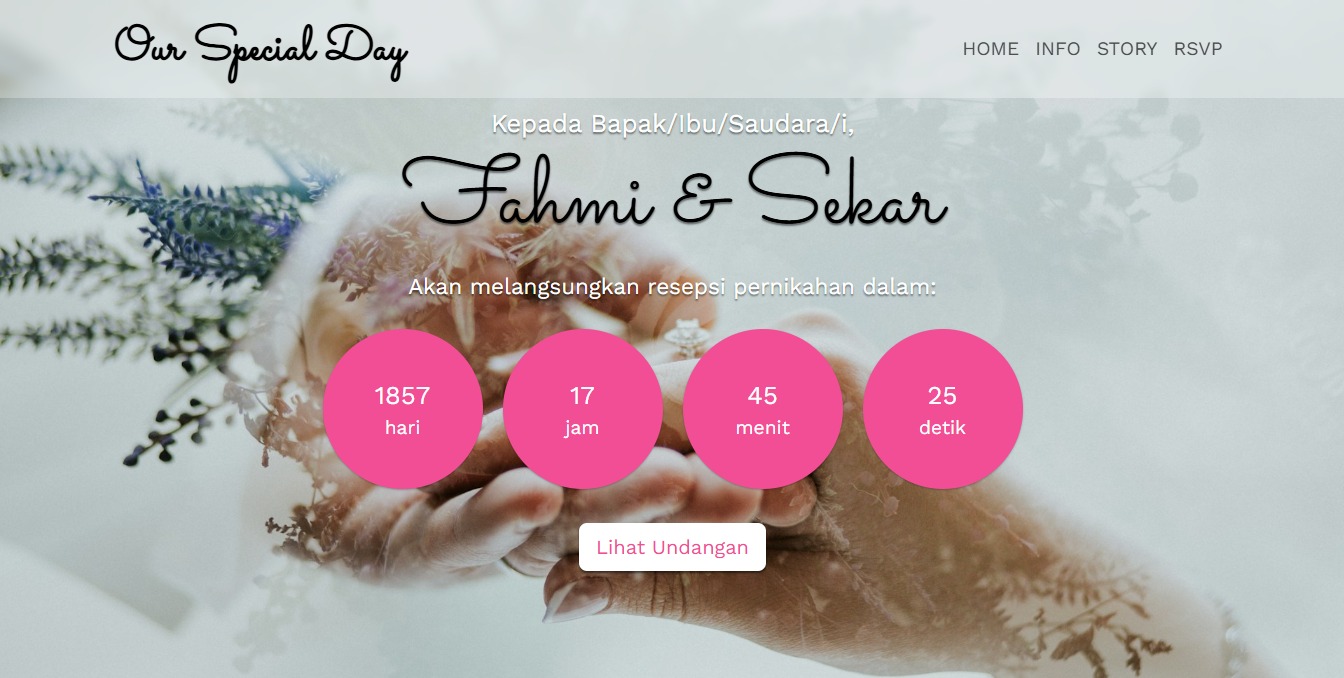 Our Special Day
HOME INFO STORY RSVP
Kepada Bapak/Ibu/Saudara/i,
Fahmi & Sekar
Akan melangsungkan resepsi pernikahan dalam:
1857 17 45 25
hari jam menit detik
Lihat Undangan